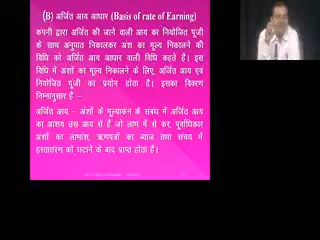 (B) अर्जित आय आधार (Basis of rate of Earning)
कंपनी द्वारा अर्जित की जाने वाली आय का नियोजित पूंजी
के साथ अनुपात निकालकर अंश का मूल्य निकालने की
विधि को अर्जित आय आधार वाली विधि कहते है। इस
विधि में अंशों का मूल्य निकालने के लिए, अर्जित आय एवं
नियोजित पूंजी का प्रयोग होता है। इसका विवरण
निम्नानुसार है –
अर्जित आय – अंशों के मूल्यांकन के संबंध में अर्जित आय
का आशय उस आय से है जो लाभ में से कर, पूर्वाधिकार
अंशों का लाभांश, ऋणपत्रों का ब्याज तथा संचय में
हस्तांतरण को घटाने के बाद प्राप्त होता है।